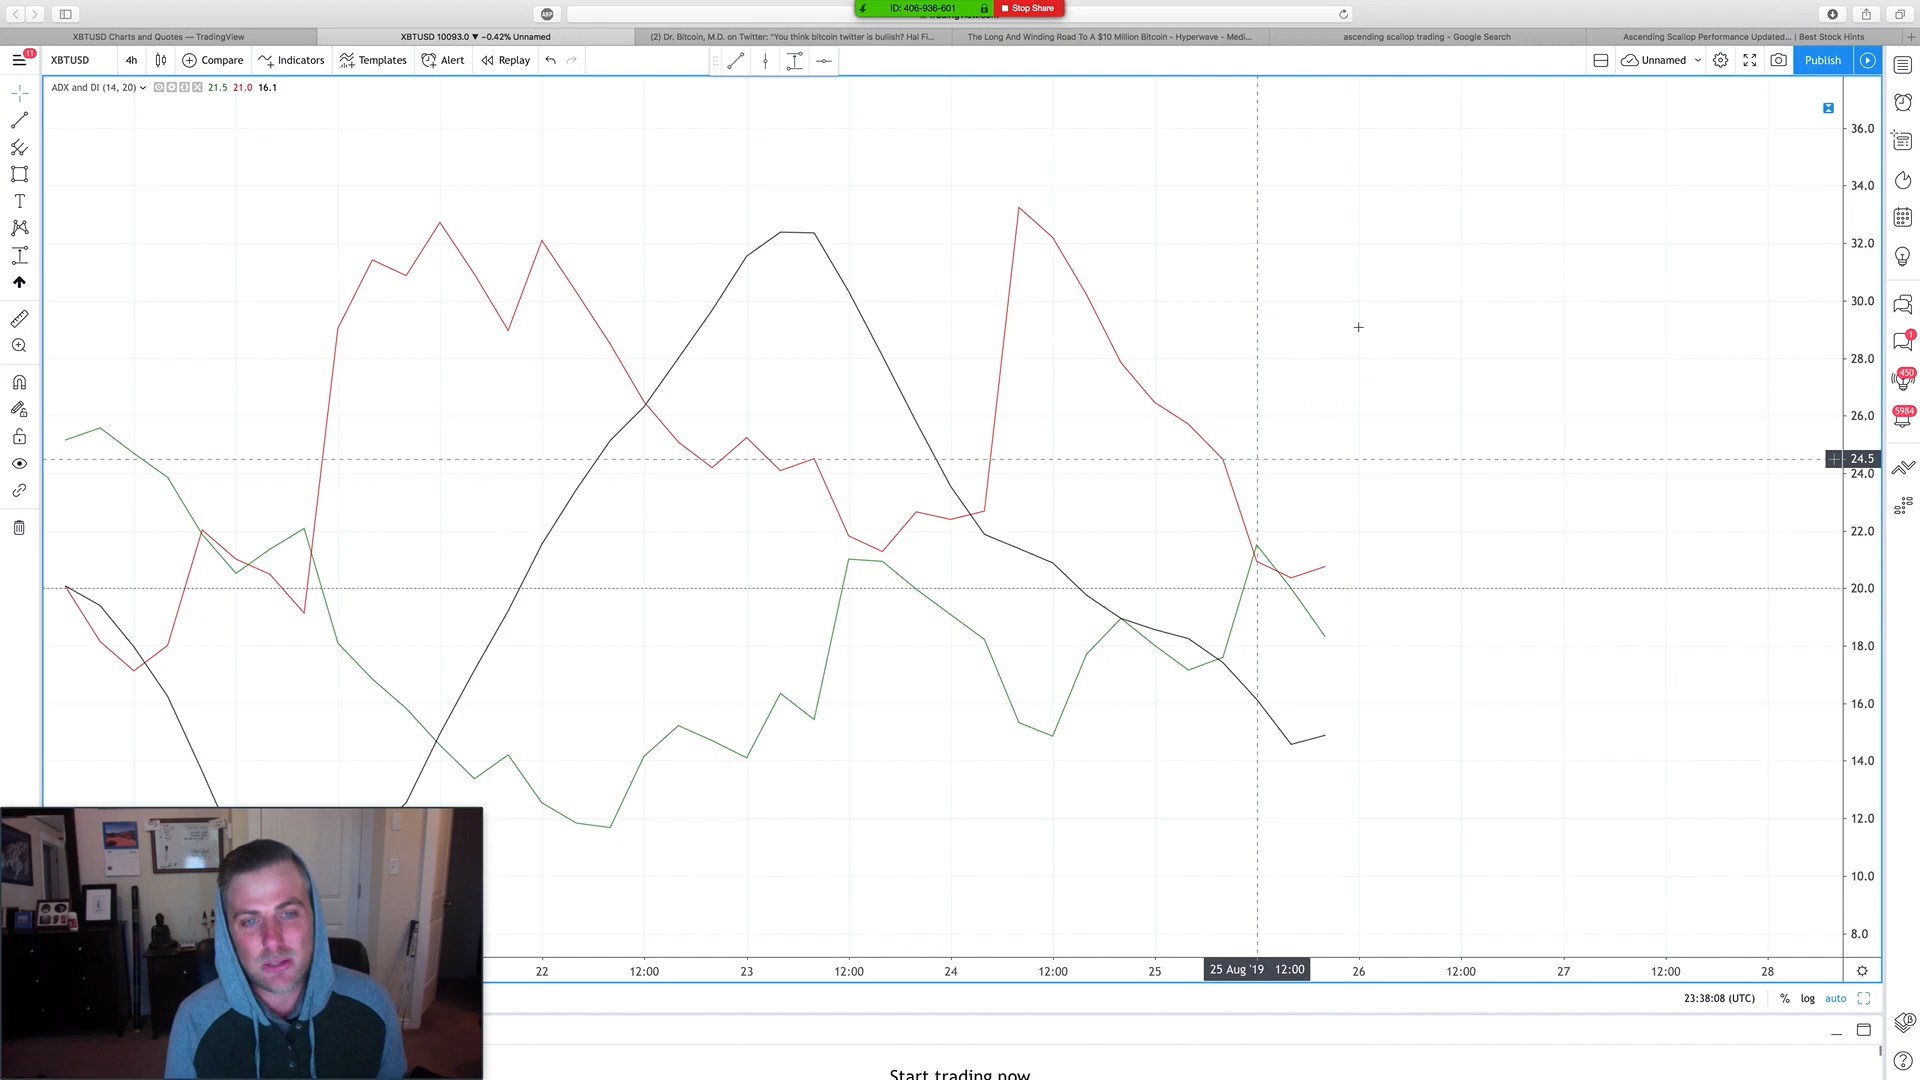 ID: 406-936-601
Stop Share
XBTUSD Charts and Quotes — TradingView
XBTUSD 10093.0 ▼ −0.42% Unnamed
(2) Dr. Bitcoin, M.D. on Twitter: "You think bitcoin twitter is bullish? Hal Fi...
The Long And Winding Road To A $10 Million Bitcoin - Hyperwave – Medi...
ascending scallop trading - Google Search
Ascending Scallop Performance Updated... | Best Stock Hints
11
XBTUSD
4h
Compare
Indicators
Templates
Alert
Replay
Unnamed
Publish
ADX and DI (14, 20) 21.5 21.0 16.1
36.0
34.0
32.0
30.0
28.0
26.0
24.5
24.0
22.0
20.0
18.0
16.0
14.0
12.0
10.0
8.0
1
450
5984
22
12:00
23
12:00
24
12:00
25
25 Aug '19 12:00
26
12:00
27
12:00
28
23:38:08 (UTC)
%
log
auto
Start trading now